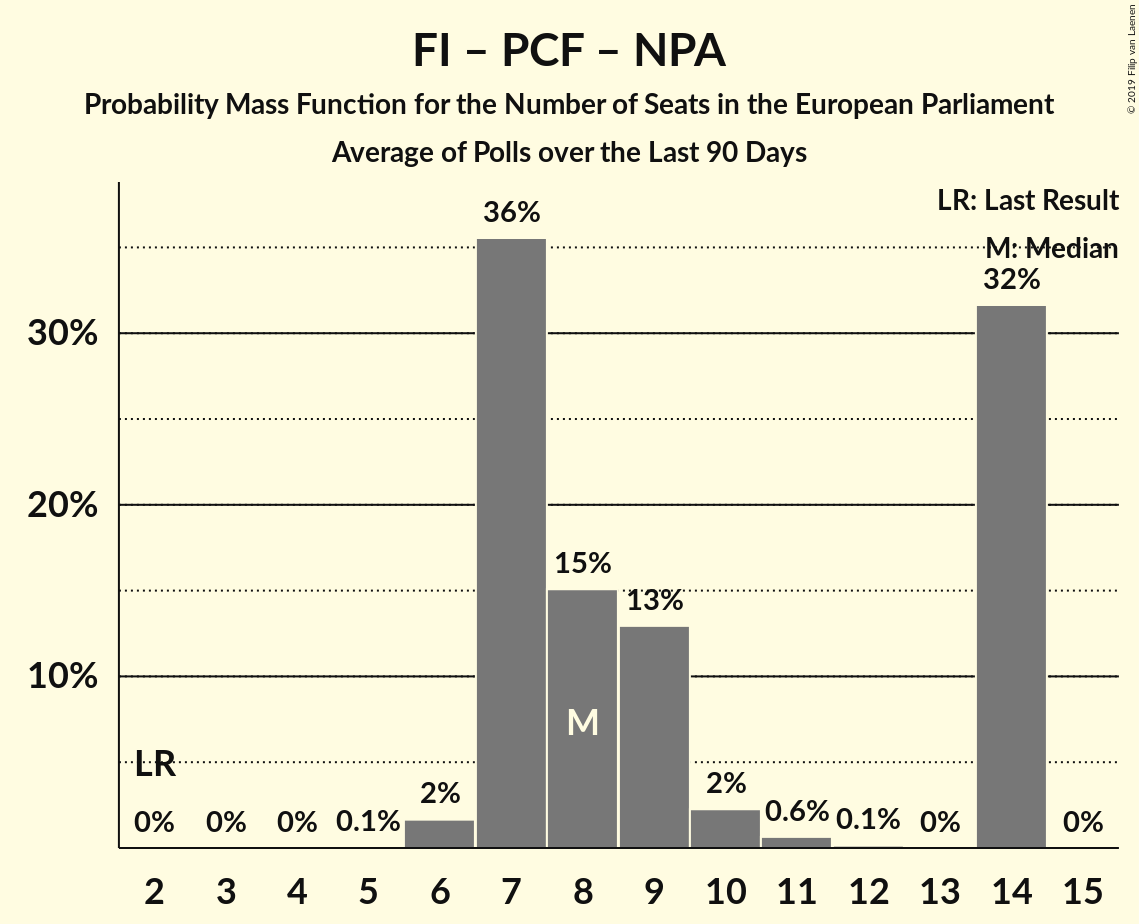 FI – PCF – NPA
Probability Mass Function for the Number of Seats in the European Parliament
Average of Polls over the Last 90 Days
© 2019 Filip van Laenen
LR: Last Result
M: Median
36%
32%
30%
20%
15%
13%
10%
M
LR
0%
0%
0%
0.1%
2%
2%
0.6%
0.1%
0%
0%
2 3 4 5 6 7 8 9 10 11 12 13 14 15